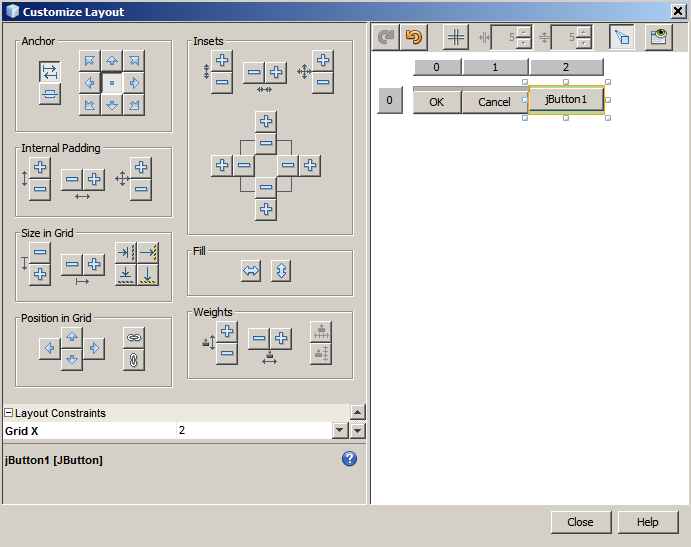 Customize Layout
Anchor
Insets
Internal Padding
Size in Grid
Fill
Position in Grid
Weights
Layout Constraints
Grid X 2
jButton1 [JButton]
5 5
0 1 2
0 OK Cancel jButton1
Close Help